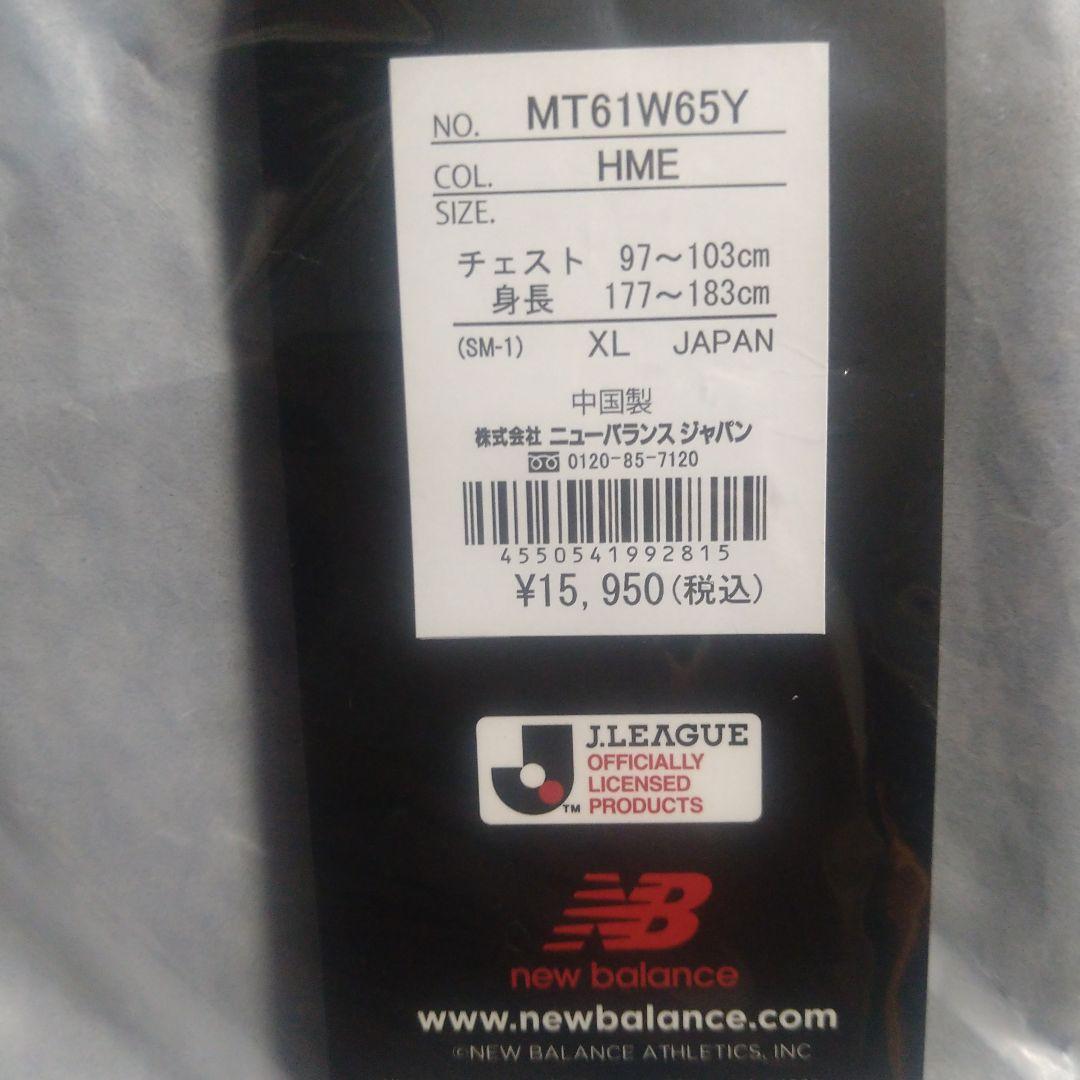 NO. MT61W65Y
COL. HME
SIZE.
チェスト 97～103cm
身長 177～183cm
(SM-1) XL JAPAN
中国製
株式会社 ニューバランス ジャパン
0120-85-7120
4550541992815
¥15,950(税込)
J.LEAGUE
OFFICIALLY
LICENSED
PRODUCTS
TM
NB
new balance
www.newbalance.com
©NEW BALANCE ATHLETICS, INC